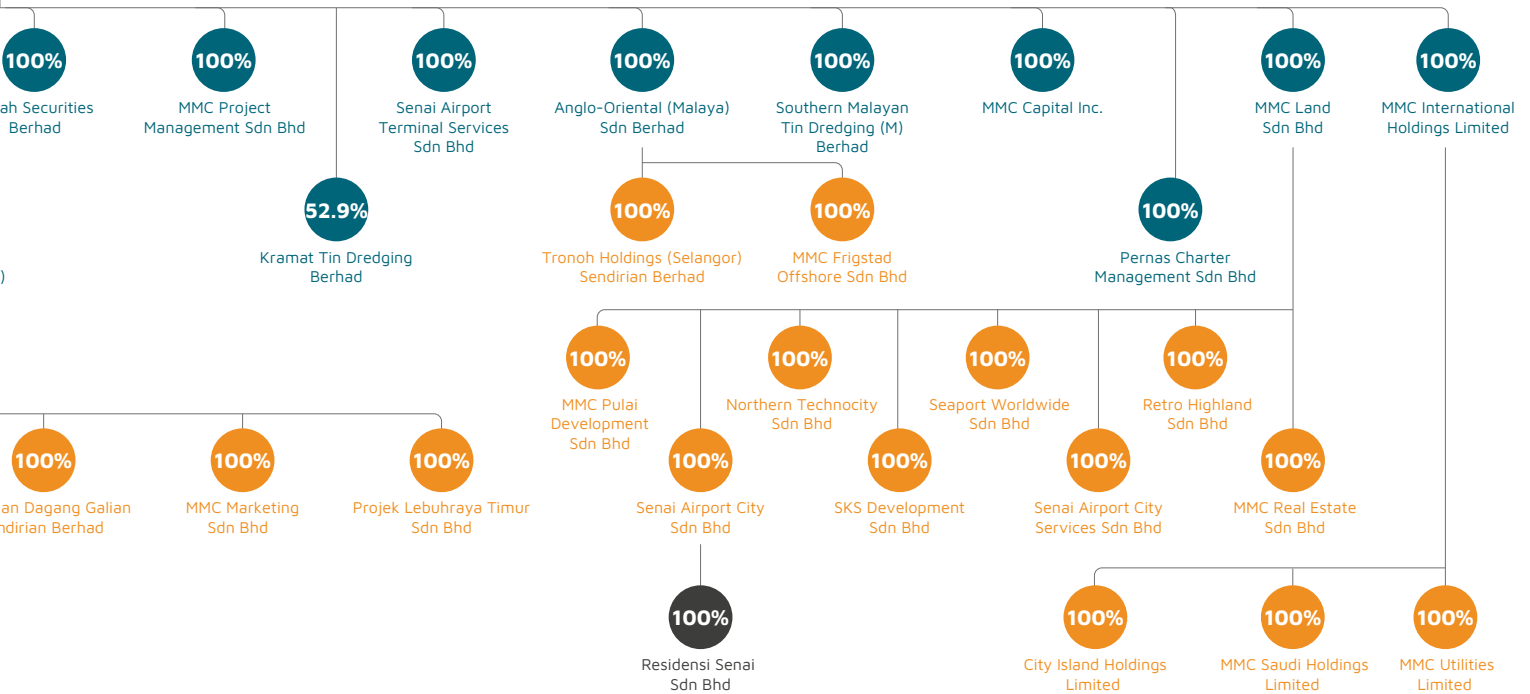 100%
ah Securities
Berhad
100%
MMC Project
Management Sdn Bhd
100%
Senai Airport
Terminal Services
Sdn Bhd
100%
Anglo-Oriental (Malaya)
Sdn Berhad
100%
Southern Malayan
Tin Dredging (M)
Berhad
100%
MMC Capital Inc.
100%
MMC Land
Sdn Bhd
100%
MMC International
Holdings Limited
52.9%
Kramat Tin Dredging
Berhad
100%
Tronoh Holdings (Selangor)
Sendirian Berhad
100%
MMC Frigstad
Offshore Sdn Bhd
100%
Pernas Charter
Management Sdn Bhd
)
100%
MMC Pulai
Development
Sdn Bhd
100%
Northern Technocity
Sdn Bhd
100%
Seaport Worldwide
Sdn Bhd
100%
Retro Highland
Sdn Bhd
100%
an Dagang Galian
ndirian Berhad
100%
MMC Marketing
Sdn Bhd
100%
Projek Lebuhraya Timur
Sdn Bhd
100%
Senai Airport City
Sdn Bhd
100%
SKS Development
Sdn Bhd
100%
Senai Airport City
Services Sdn Bhd
100%
MMC Real Estate
Sdn Bhd
100%
Residensi Senai
Sdn Bhd
100%
City Island Holdings
Limited
100%
MMC Saudi Holdings
Limited
100%
MMC Utilities
Limited